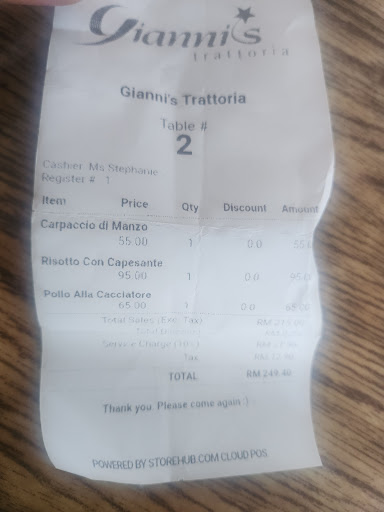 Gianni's
trattoria
Gianni's Trattoria
Table #
2
Cashier: Ms Stephanie
Register # 1
Item Price Qty Discount Amount
Carpaccio di Manzo
55.00 1 0.0
Risotto Con Capesante
95.00 1 0.0
Pollo Alla Cacciatore
65.00 1 0.0 65.00
Total Sales (Exc. Tax)
Service Charge
Tax
TOTAL RM 249.40
Thank you. Please come again :)
POWERED BY STOREHUB.COM CLOUD POS